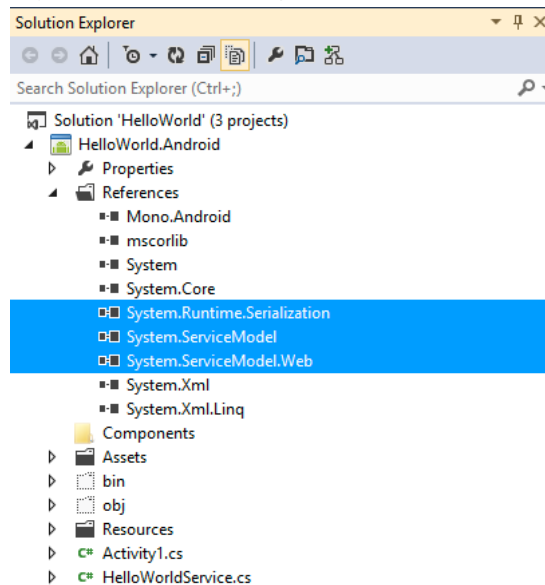 Solution Explorer
Search Solution Explorer (Ctrl+;)
Solution 'HelloWorld' (3 projects)
HelloWorld.Android
Properties
References
Mono.Android
mscorlib
System
System.Core
System.Runtime.Serialization
System.ServiceModel
System.ServiceModel.Web
System.Xml
System.Xml.Linq
Components
Assets
bin
obj
Resources
C# Activity1.cs
C# HelloWorldService.cs